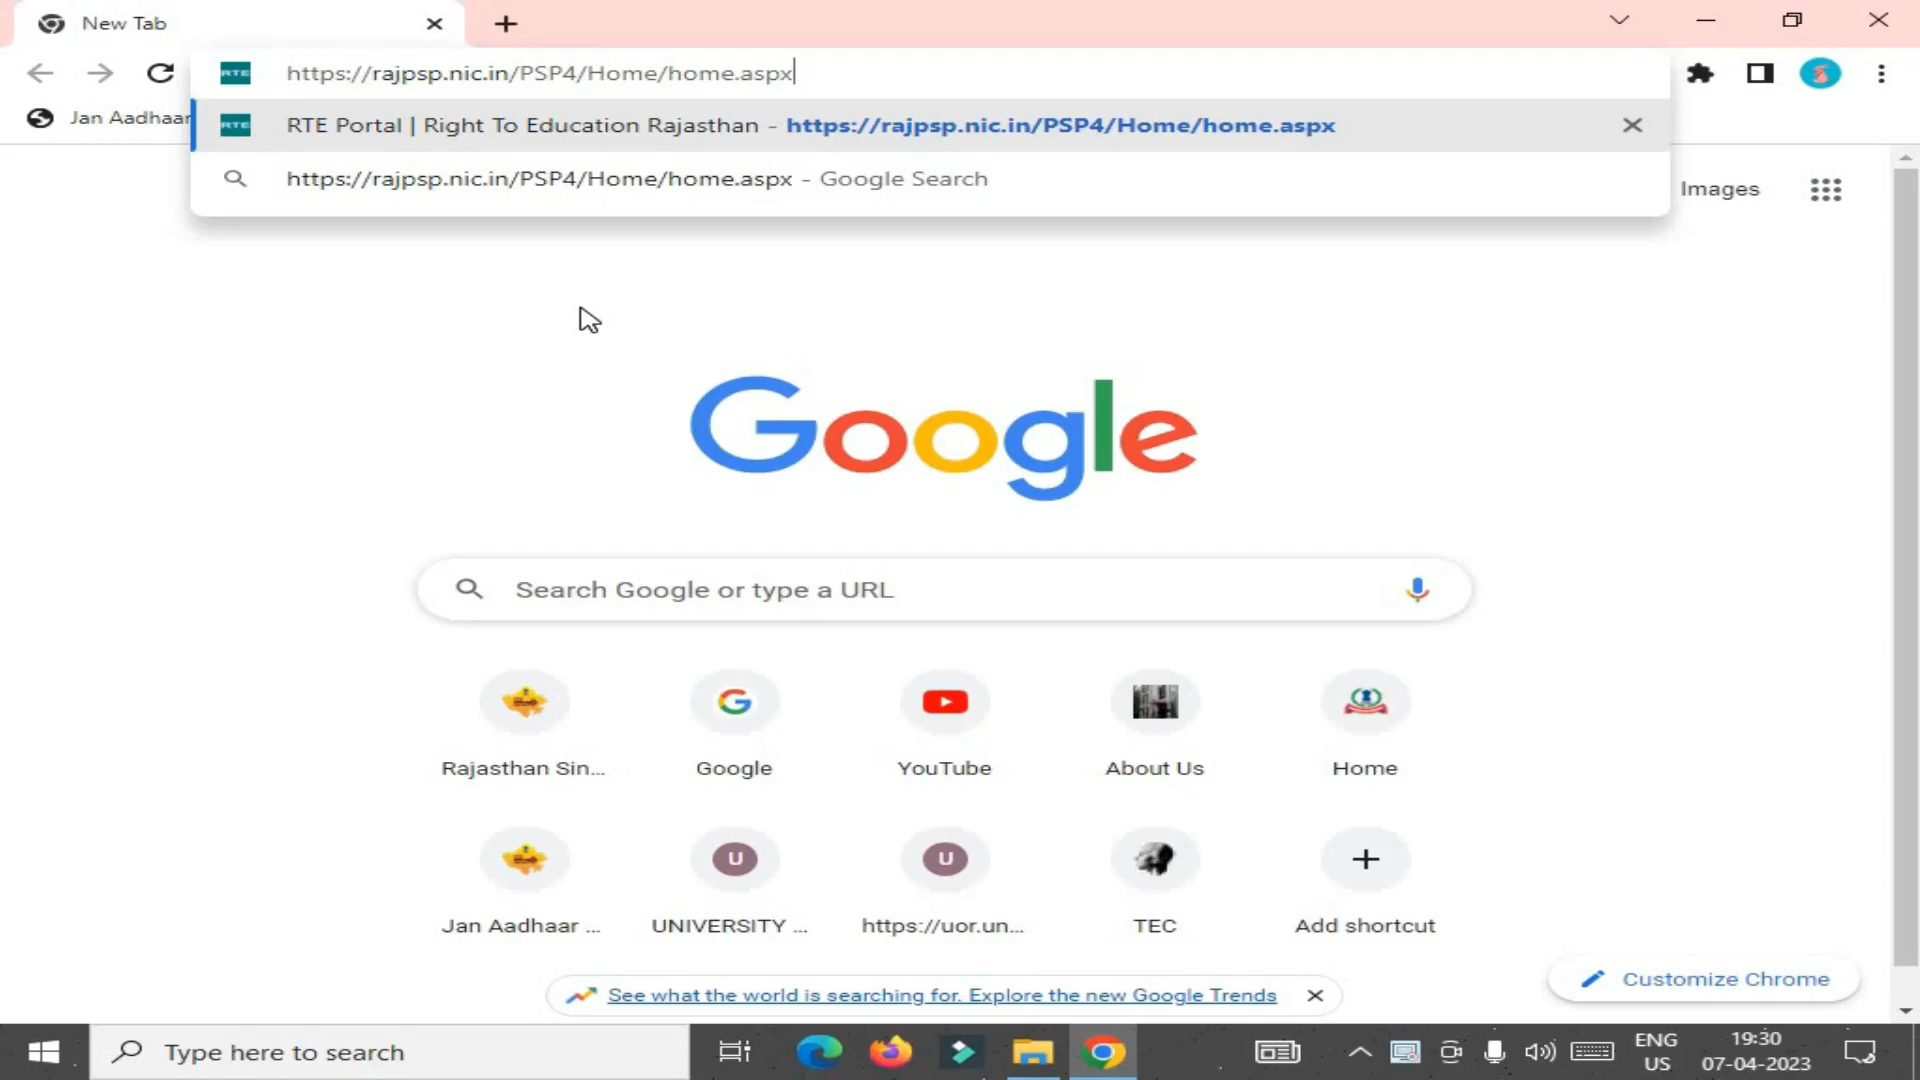 New Tab
https://rajpsp.nic.in/PSP4/Home/home.aspx
Jan Aadhaar
RTE Portal | Right To Education Rajasthan - https://rajpsp.nic.in/PSP4/Home/home.aspx
https://rajpsp.nic.in/PSP4/Home/home.aspx - Google Search
Images
Google
Search Google or type a URL
Rajasthan Sin... Google YouTube About Us Home
U U
Jan Aadhaar ... UNIVERSITY ... https://uor.un... TEC Add shortcut
Customize Chrome
See what the world is searching for. Explore the new Google Trends
Type here to search
ENG
US
19:30
07-04-2023